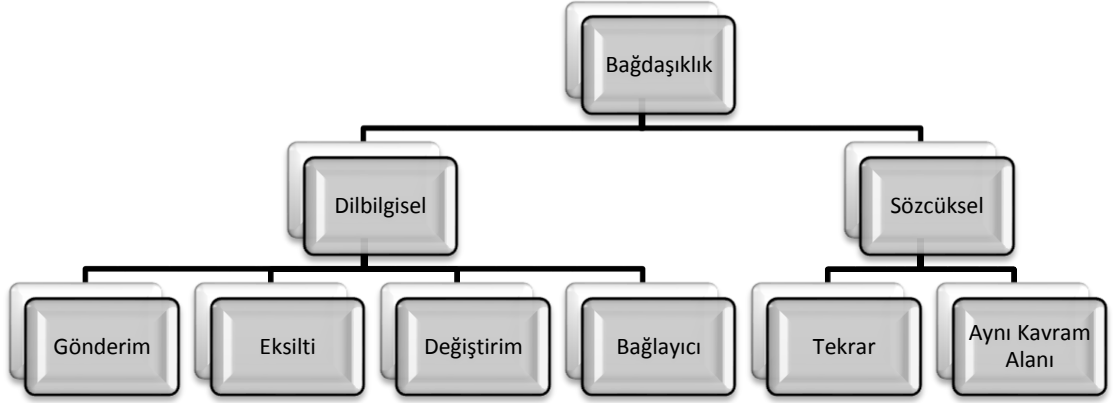 Bağdaşıklık
Dilbilgisel
Sözcüksel
Gönderim
Eksilti
Değiştirim
Bağlayıcı
Tekrar
Aynı Kavram
Alanı